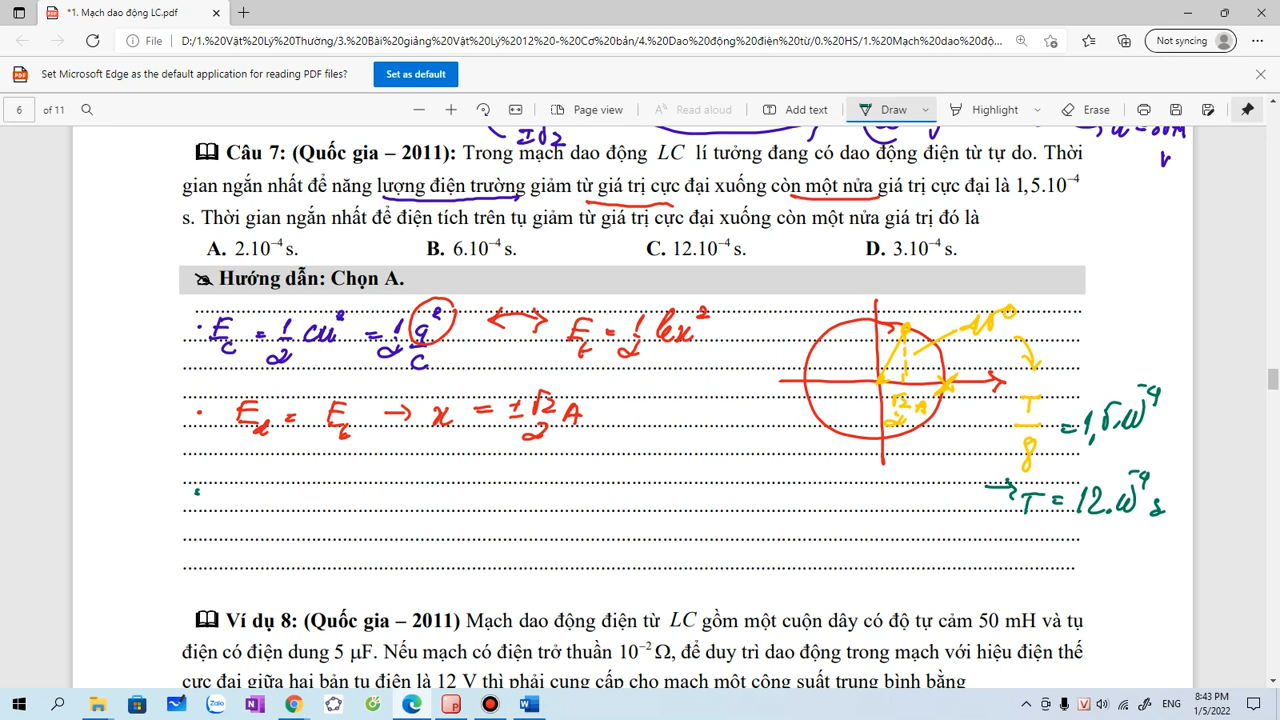 *1. Mạch dao động LC.pdf
File D:/1.%20Vật%20Lý%20Thường/3.%20Bài%20giảng%20Vật%20Lý%2012%20-%20Cơ%20bản/4.%20Dao%20động%20điện%20từ/0.%20HS/1.%20Mạch%20dao%20độ... Not syncing
Set Microsoft Edge as the default application for reading PDF files? Set as default
6 of 11 Page view Read aloud Add text Draw Highlight Erase
Câu 7: (Quốc gia – 2011): Trong mạch dao động LC lí tưởng đang có dao động điện từ tự do. Thời
gian ngắn nhất để năng lượng điện trường giảm từ giá trị cực đại xuống còn một nửa giá trị cực đại là 1,5.10⁻⁴
s. Thời gian ngắn nhất để điện tích trên tụ giảm từ giá trị cực đại xuống còn một nửa giá trị đó là
A. 2.10⁻⁴ s. B. 6.10⁻⁴ s. C. 12.10⁻⁴ s. D. 3.10⁻⁴ s.
Hướng dẫn: Chọn A.
E_C = 1/2 Cu² = 1/2 q²/C ↔ E_t = 1/2 kx²
E_d = E_t → x = ± √2/2 A
√2/2 A
T/8 = 1,5.10⁻⁴
→ T = 12.10⁻⁴ s
Ví dụ 8: (Quốc gia – 2011) Mạch dao động điện từ LC gồm một cuộn dây có độ tự cảm 50 mH và tụ
điện có điện dung 5 μF. Nếu mạch có điện trở thuần 10⁻² Ω, để duy trì dao động trong mạch với hiệu điện thế
cực đại giữa hai bản tụ điện là 12 V thì phải cung cấp cho mạch một công suất trung bình bằng
Zalo
ENG
8:43 PM
1/5/2022